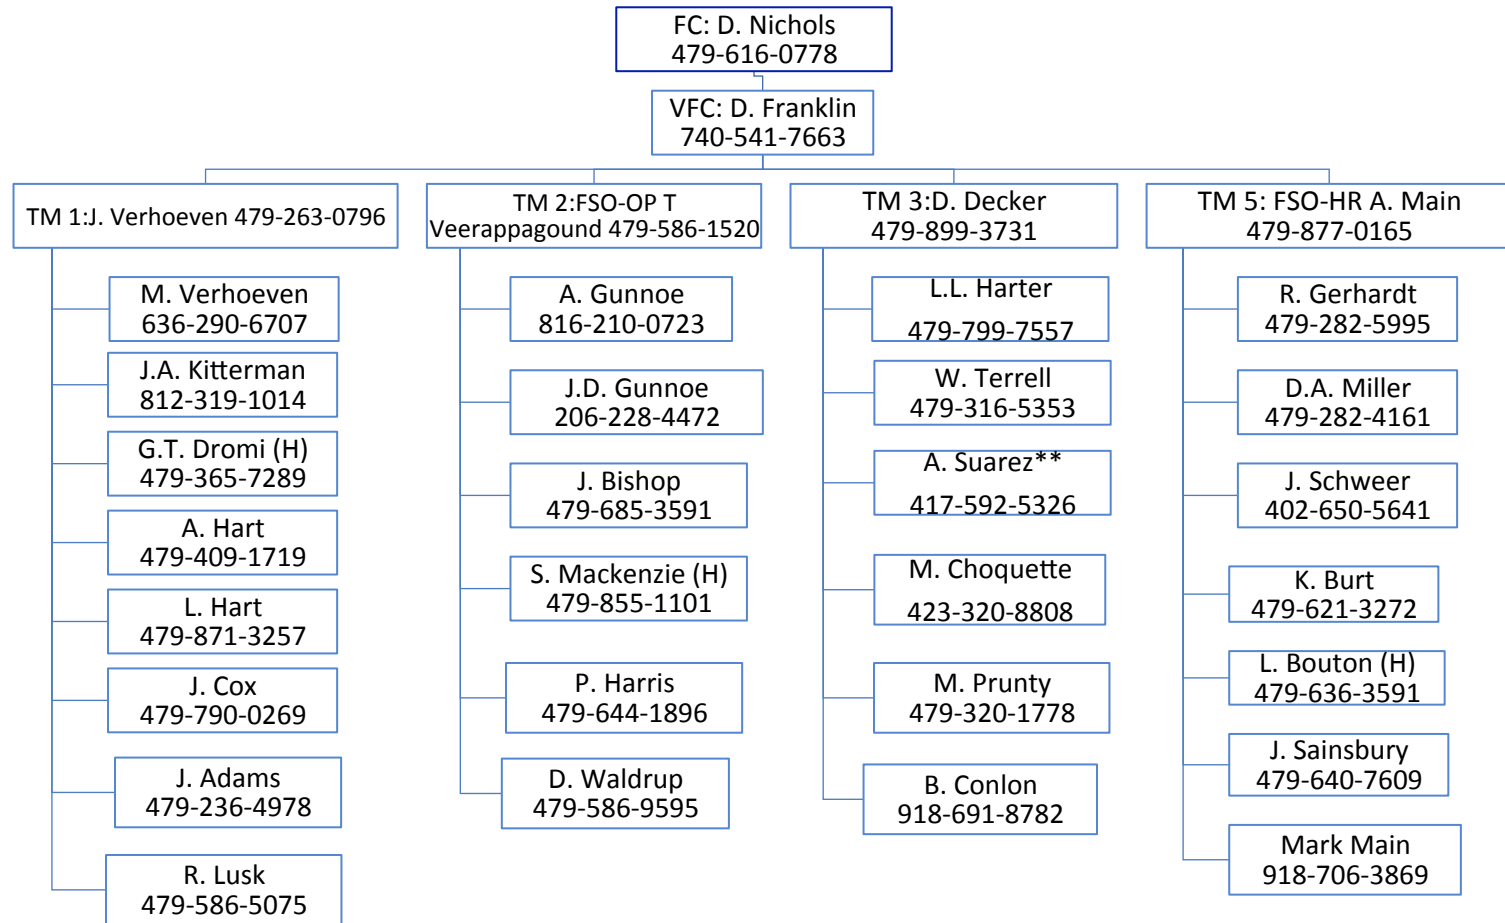 FC: D. Nichols
479-616-0778
VFC: D. Franklin
740-541-7663
TM 1:J. Verhoeven 479-263-0796
M. Verhoeven
636-290-6707
J.A. Kitterman
812-319-1014
G.T. Dromi (H)
479-365-7289
A. Hart
479-409-1719
L. Hart
479-871-3257
J. Cox
479-790-0269
J. Adams
479-236-4978
R. Lusk
479-586-5075
TM 2:FSO-OP T
Veerappagound 479-586-1520
A. Gunnoe
816-210-0723
J.D. Gunnoe
206-228-4472
J. Bishop
479-685-3591
S. Mackenzie (H)
479-855-1101
P. Harris
479-644-1896
D. Waldrup
479-586-9595
TM 3:D. Decker
479-899-3731
L.L. Harter
479-799-7557
W. Terrell
479-316-5353
A. Suarez**
417-592-5326
M. Choquette
423-320-8808
M. Prunty
479-320-1778
B. Conlon
918-691-8782
TM 5: FSO-HR A. Main
479-877-0165
R. Gerhardt
479-282-5995
D.A. Miller
479-282-4161
J. Schweer
402-650-5641
K. Burt
479-621-3272
L. Bouton (H)
479-636-3591
J. Sainsbury
479-640-7609
Mark Main
918-706-3869